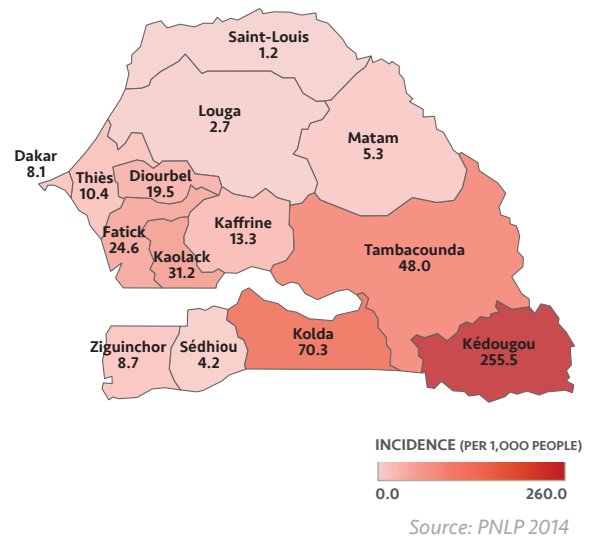 Saint-Louis
1.2
Louga
2.7
Matam
5.3
Dakar
8.1
Thiès
10.4
Diourbel
19.5
Fatick
24.6
Kaolack
31.2
Kaffrine
13.3
Tambacounda
48.0
Ziguinchor
8.7
Sédhiou
4.2
Kolda
70.3
Kédougou
255.5
INCIDENCE (PER 1,000 PEOPLE)
0.0 260.0
Source: PNLP 2014